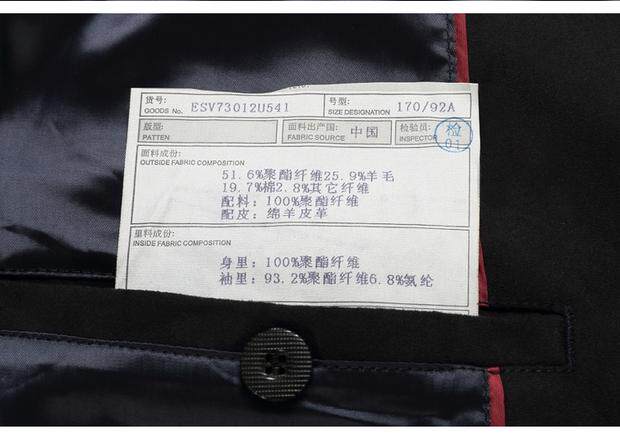 货号: ESV73012U541 号型: 170/92A
GOODS No. SIZE DESIGNATION
版型: 面料出产国: 中国 检验员: 检
PATTEN FABRIC SOURCE INSPECTOR 01
面料成份:
OUTSIDE FABRIC COMPOSITION
51.6%聚酯纤维25.9%羊毛
19.7%棉2.8%其它纤维
配料: 100%聚酯纤维
配皮: 绵羊皮革
里料成份:
INSIDE FABRIC COMPOSITION
身里: 100%聚酯纤维
袖里: 93.2%聚酯纤维6.8%氨纶